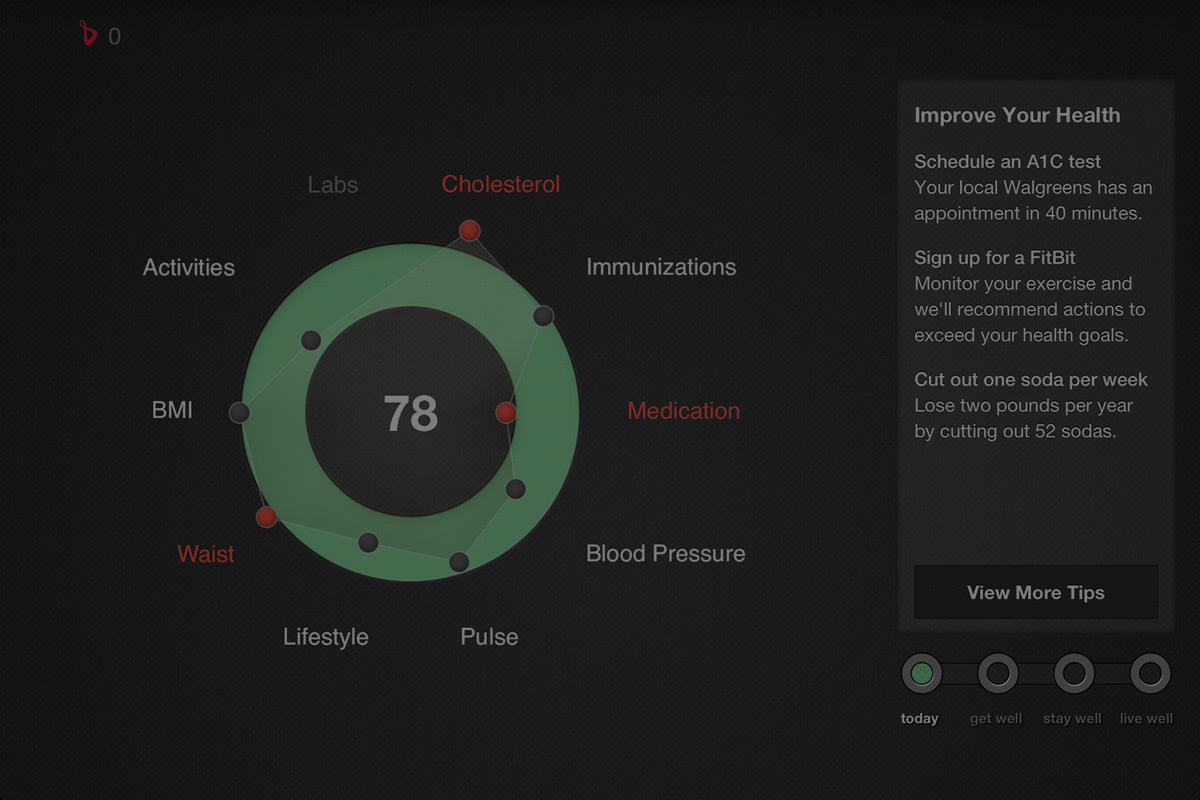 0
Labs
Cholesterol
Activities
Immunizations
BMI
78
Medication
Waist
Blood Pressure
Lifestyle
Pulse
Improve Your Health
Schedule an A1C test
Your local Walgreens has an
appointment in 40 minutes.
Sign up for a FitBit
Monitor your exercise and
we'll recommend actions to
exceed your health goals.
Cut out one soda per week
Lose two pounds per year
by cutting out 52 sodas.
View More Tips
today
get well
stay well
live well